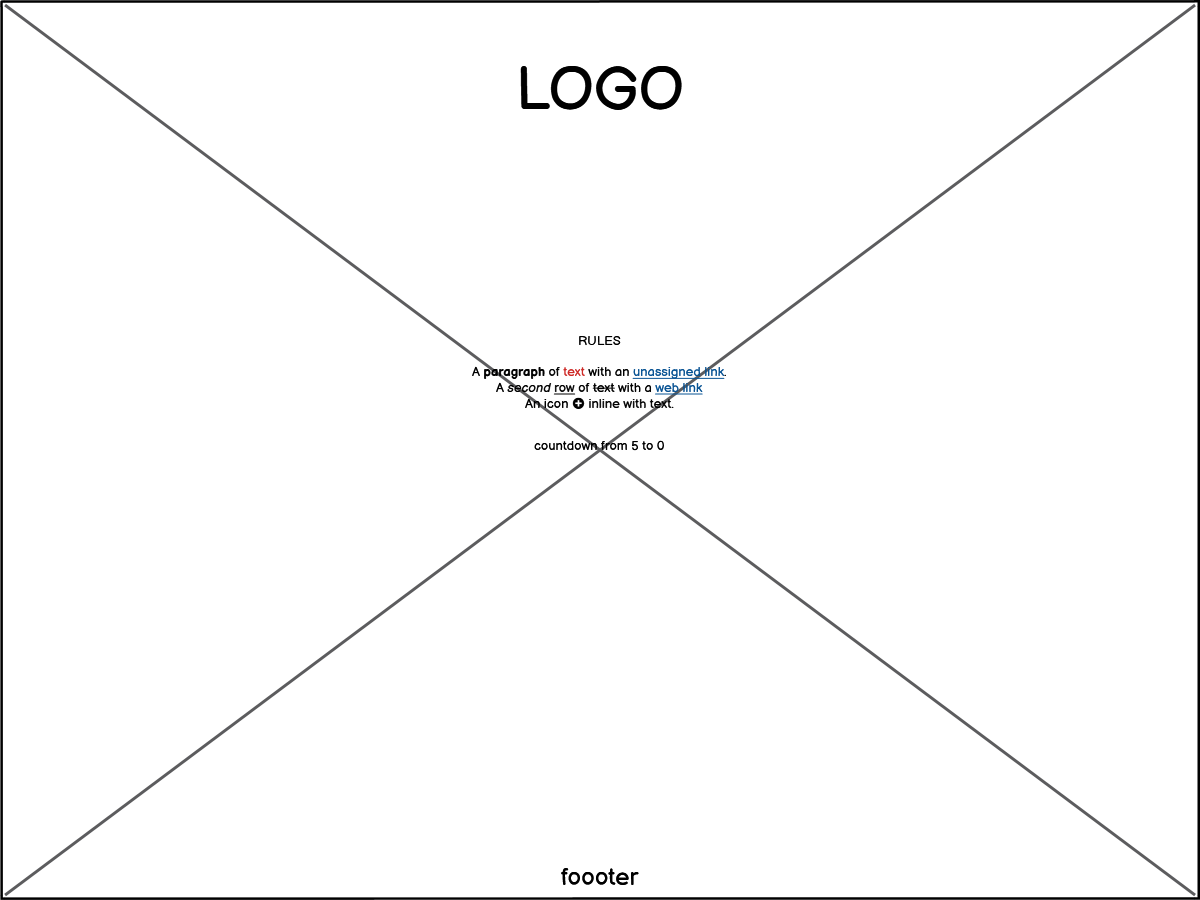 LOGO
RULES
A paragraph of text with an unassigned link.
A second row of text with a web link
An icon inline with text.
countdown from 5 to 0
foooter